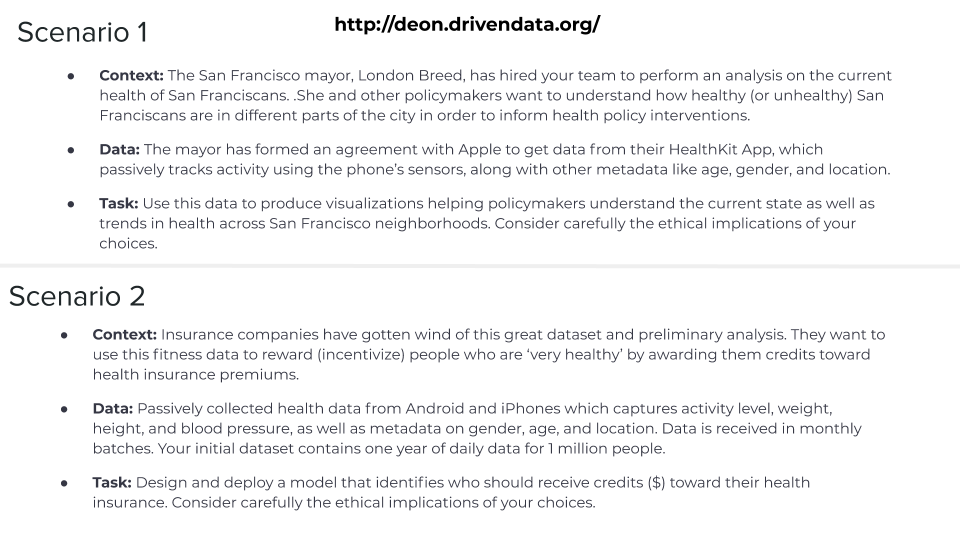 http://deon.drivendata.org/
Scenario 1
● Context: The San Francisco mayor, London Breed, has hired your team to perform an analysis on the current
health of San Franciscans. .She and other policymakers want to understand how healthy (or unhealthy) San
Franciscans are in different parts of the city in order to inform health policy interventions.
● Data: The mayor has formed an agreement with Apple to get data from their HealthKit App, which
passively tracks activity using the phone's sensors, along with other metadata like age, gender, and location.
● Task: Use this data to produce visualizations helping policymakers understand the current state as well as
trends in health across San Francisco neighborhoods. Consider carefully the ethical implications of your
choices.
Scenario 2
● Context: Insurance companies have gotten wind of this great dataset and preliminary analysis. They want to
use this fitness data to reward (incentivize) people who are ‘very healthy’ by awarding them credits toward
health insurance premiums.
● Data: Passively collected health data from Android and iPhones which captures activity level, weight,
height, and blood pressure, as well as metadata on gender, age, and location. Data is received in monthly
batches. Your initial dataset contains one year of daily data for 1 million people.
● Task: Design and deploy a model that identifies who should receive credits ($) toward their health
insurance. Consider carefully the ethical implications of your choices.